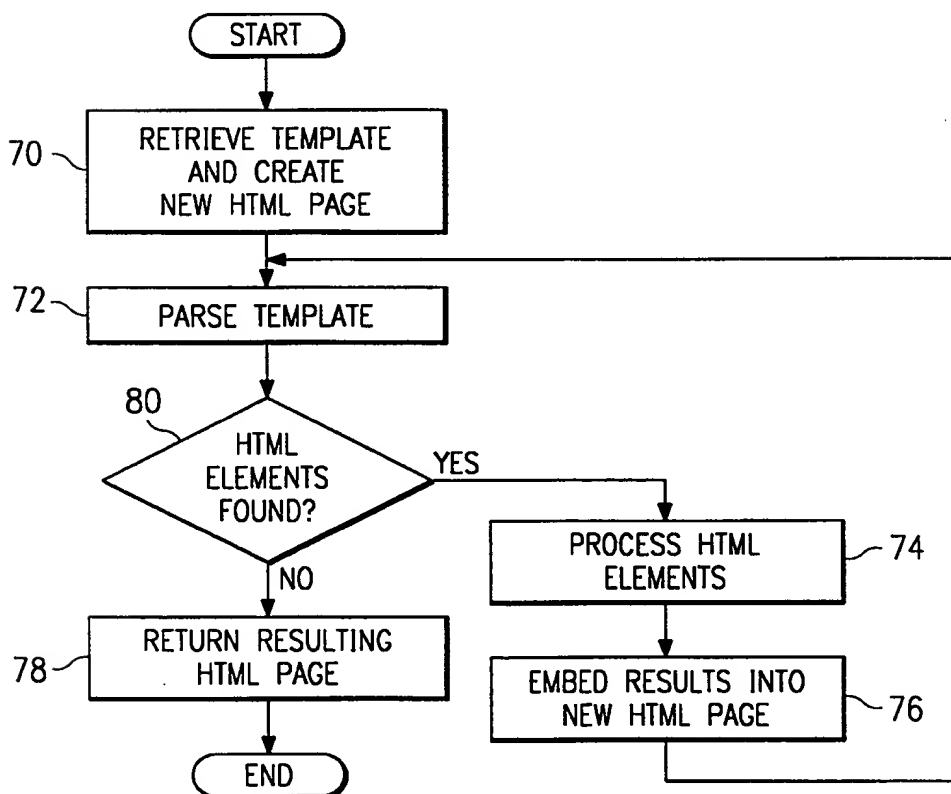 START
70
RETRIEVE TEMPLATE
AND CREATE
NEW HTML PAGE
72
PARSE TEMPLATE
80
HTML
ELEMENTS
FOUND?
YES
NO
PROCESS HTML
ELEMENTS
74
EMBED RESULTS INTO
NEW HTML PAGE
76
78
RETURN RESULTING
HTML PAGE
END